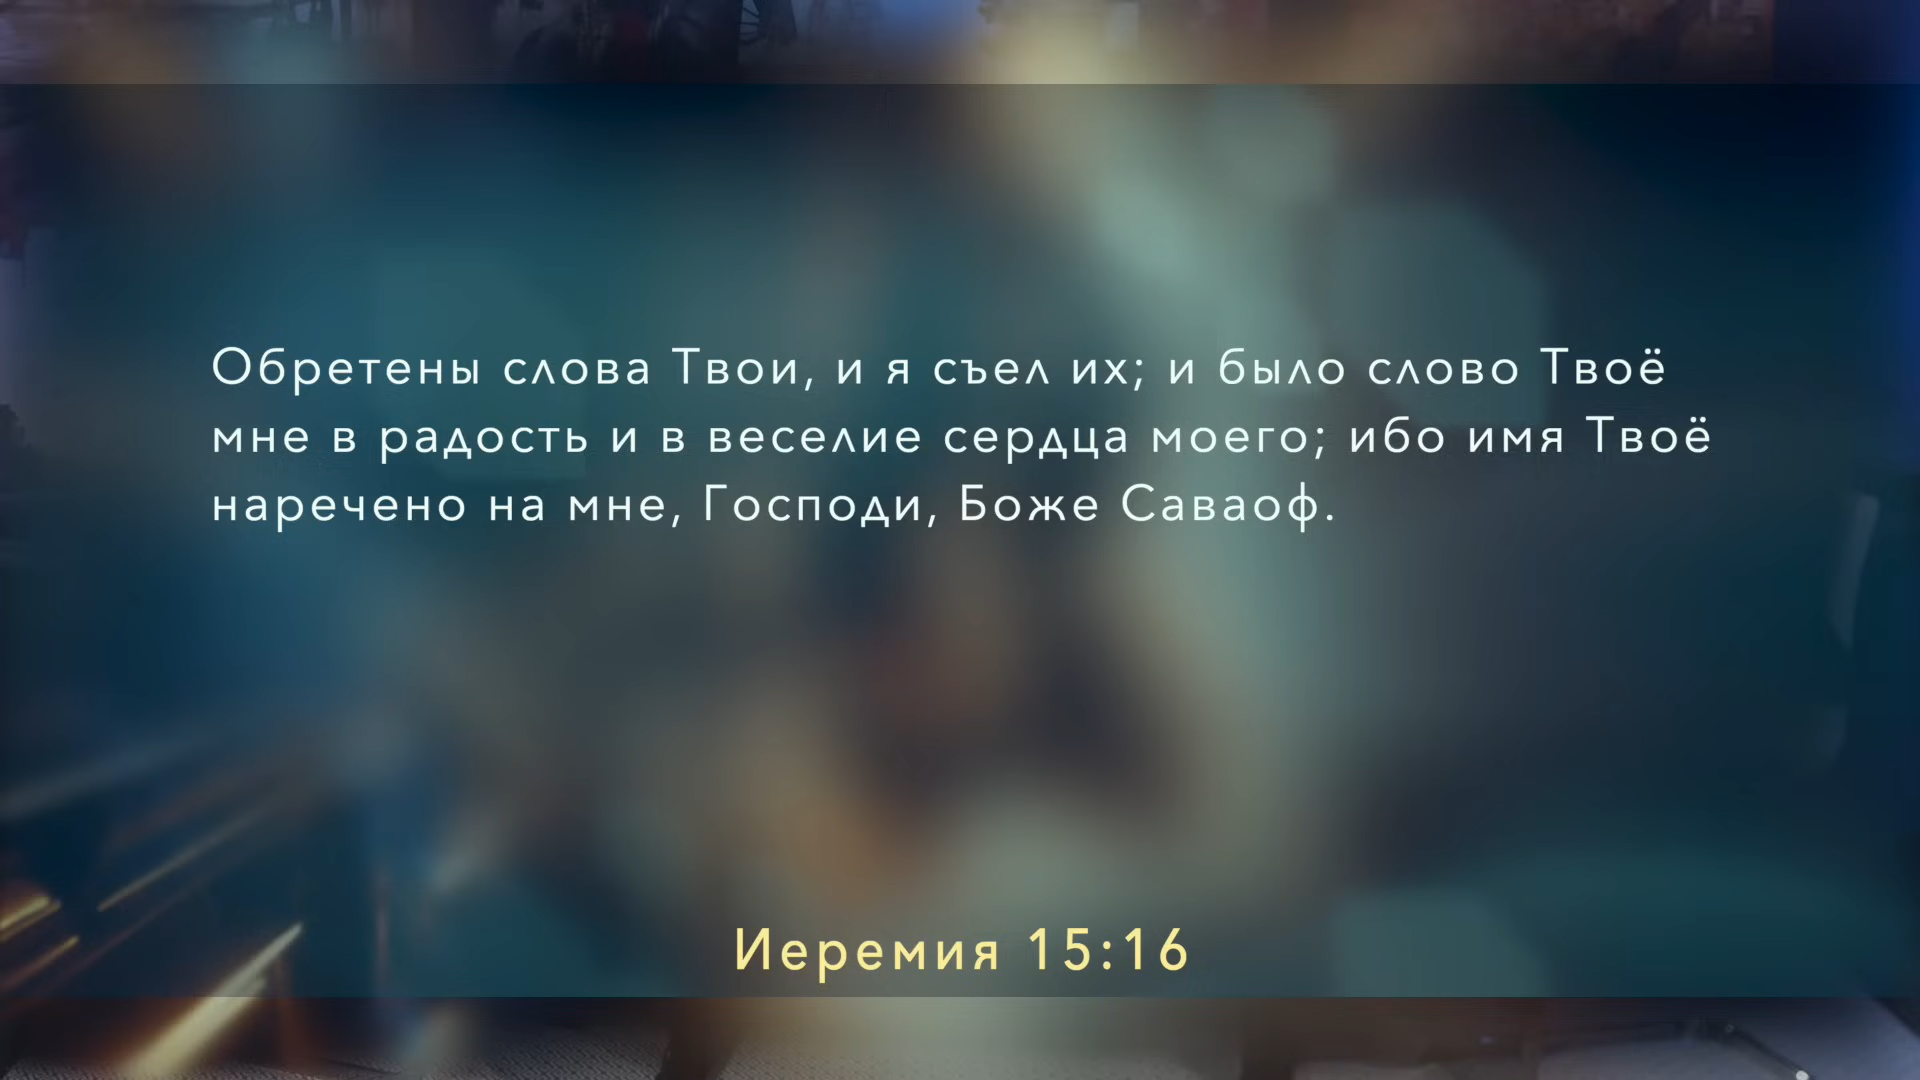 Обретены слова Твои, и я съел их; и было слово Твоё
мне в радость и в веселие сердца моего; ибо имя Твоё
наречено на мне, Господи, Боже Саваоф.
Иеремия 15:16